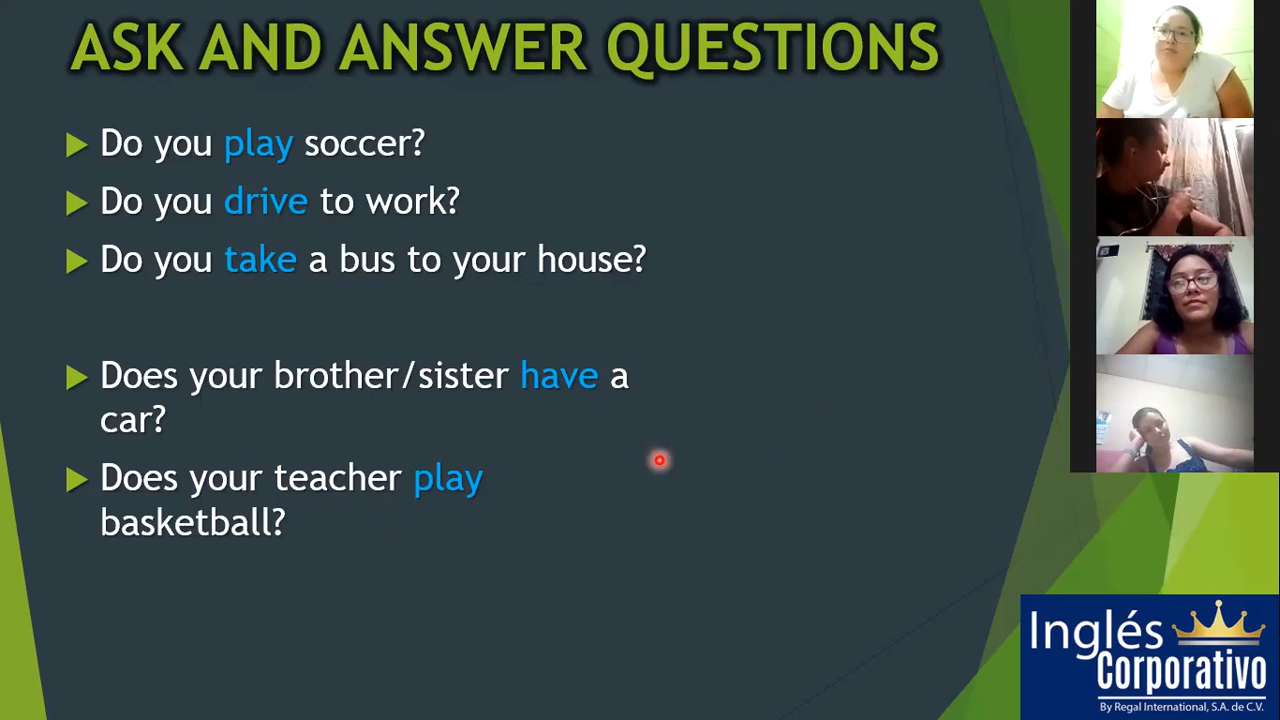 ASK AND ANSWER QUESTIONS
Do you play soccer?
Do you drive to work?
Do you take a bus to your house?
Does your brother/sister have a
car?
Does your teacher play
basketball?
Inglés
Corporativo
By Regal International, S.A. de C.V.